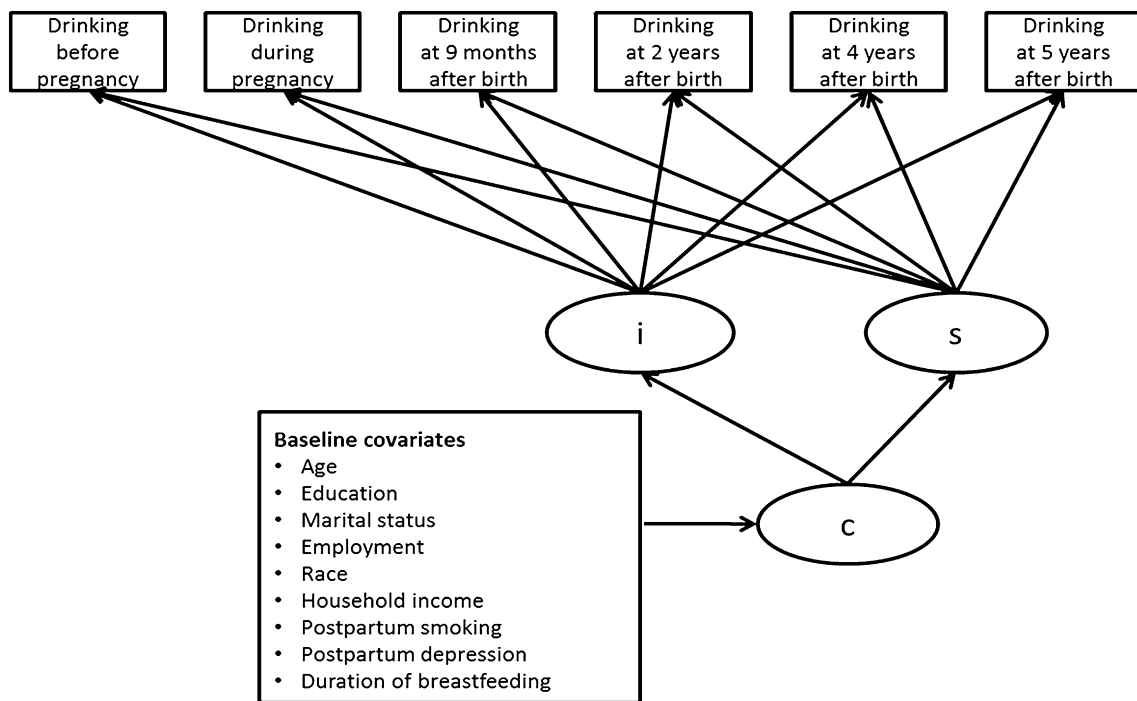 Drinking
before
pregnancy
Drinking
during
pregnancy
Drinking
at 9 months
after birth
Drinking
at 2 years
after birth
Drinking
at 4 years
after birth
Drinking
at 5 years
after birth
i
s
Baseline covariates
• Age
• Education
• Marital status
• Employment
• Race
• Household income
• Postpartum smoking
• Postpartum depression
• Duration of breastfeeding
c